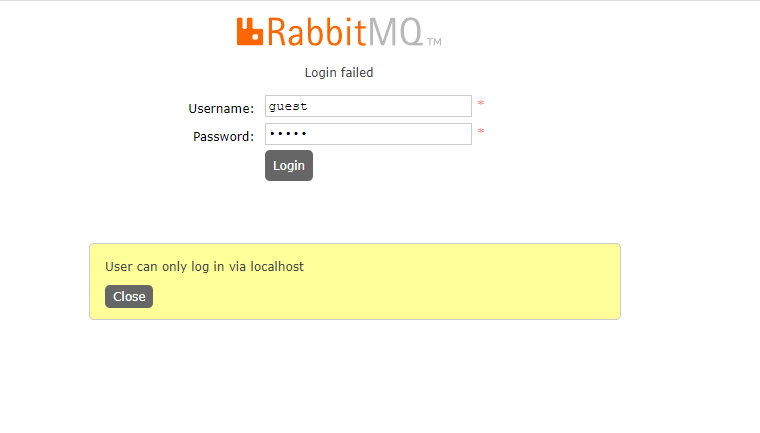 RabbitMQ™
Login failed
Username: guest *
Password: ••••• *
Login
User can only log in via localhost
Close